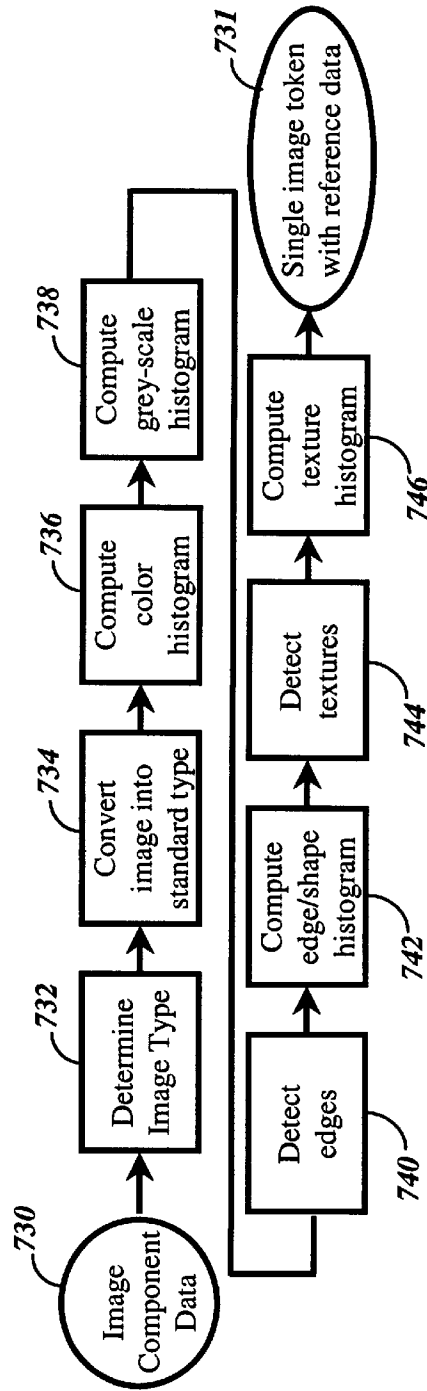 730
Image
Component
Data
732
Determine
Image Type
734
Convert
image into
standard type
736
Compute
color
histogram
738
Compute
grey-scale
histogram
Detect
edges
740
Compute
edge/shape
histogram
742
Detect
textures
744
Compute
texture
histogram
746
731
Single image token
with reference data